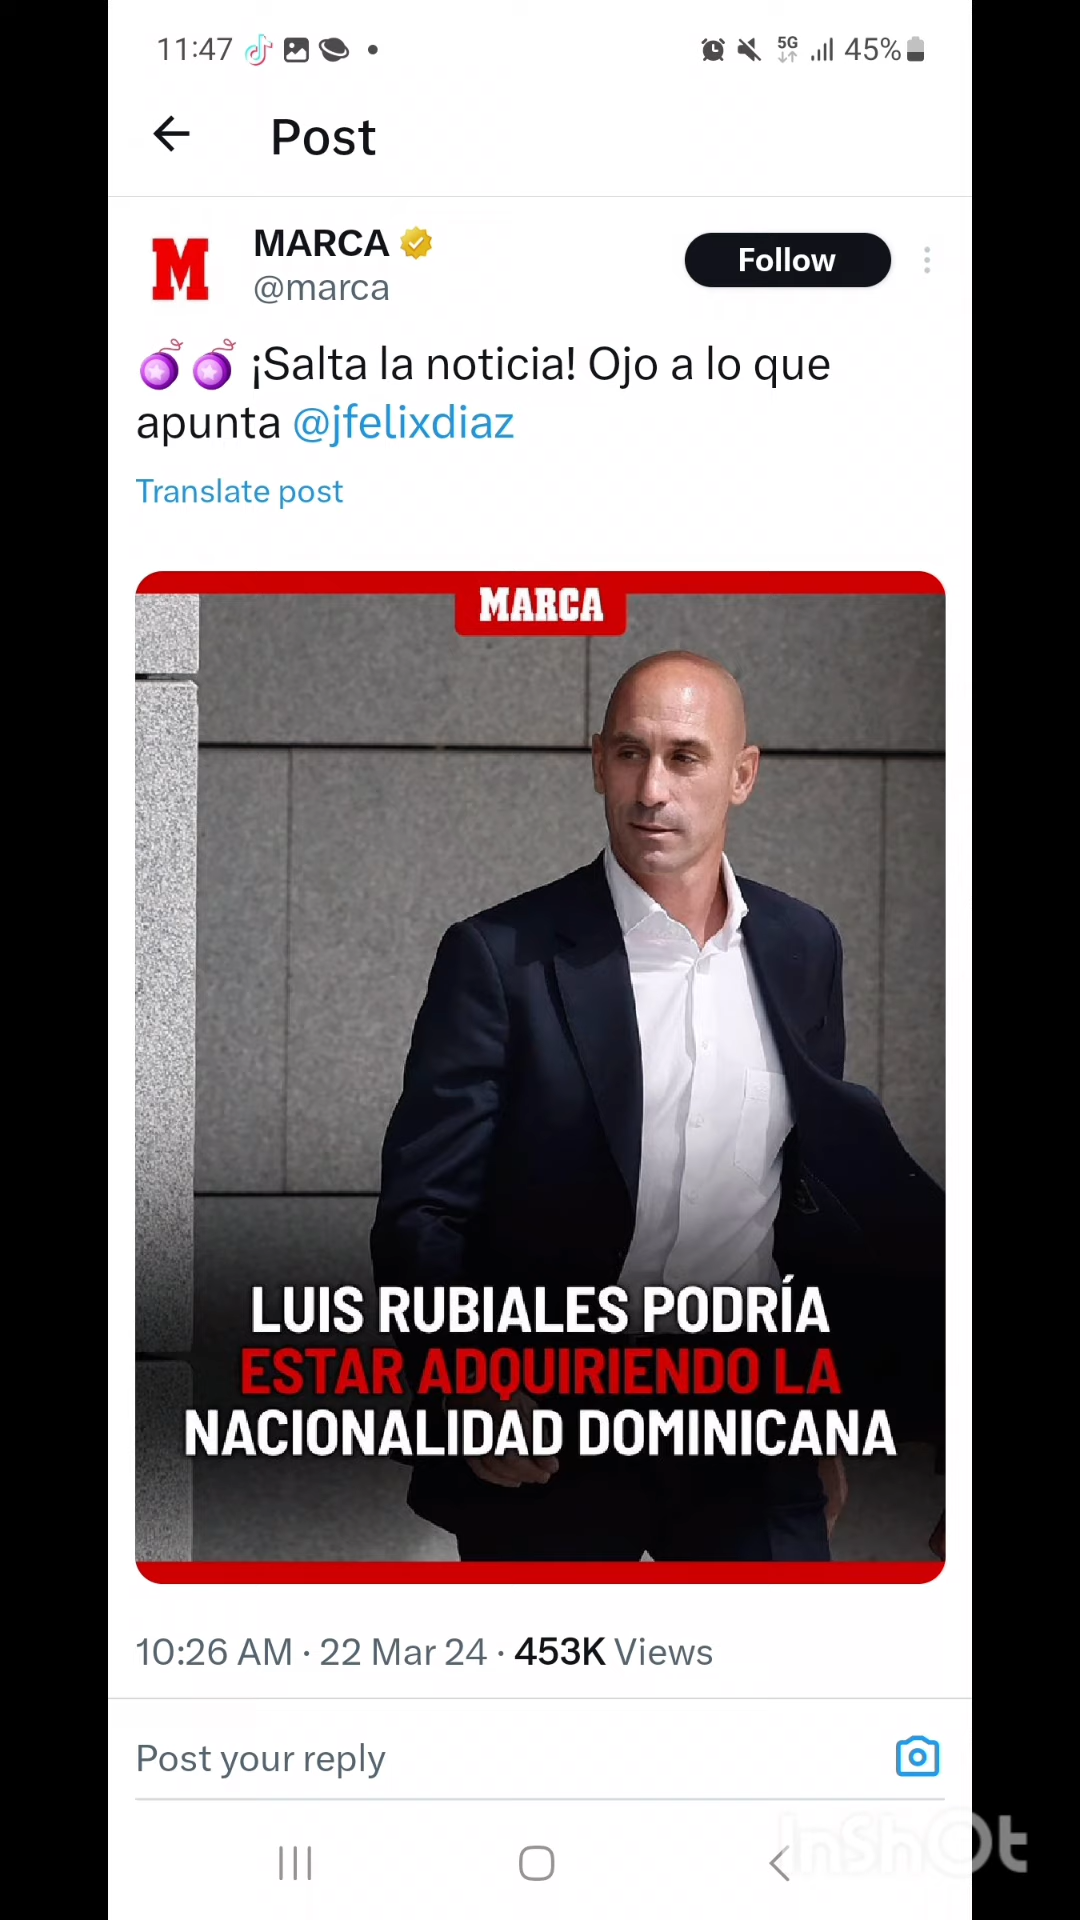 11:47
5G
45%
Post
M
MARCA
@marca
Follow
¡Salta la noticia! Ojo a lo que
apunta @jfelixdiaz
Translate post
MARCA
LUIS RUBIALES PODRÍA
ESTAR ADQUIRIENDO LA
NACIONALIDAD DOMINICANA
10:26 AM · 22 Mar 24 · 453K Views
Post your reply
InShOt